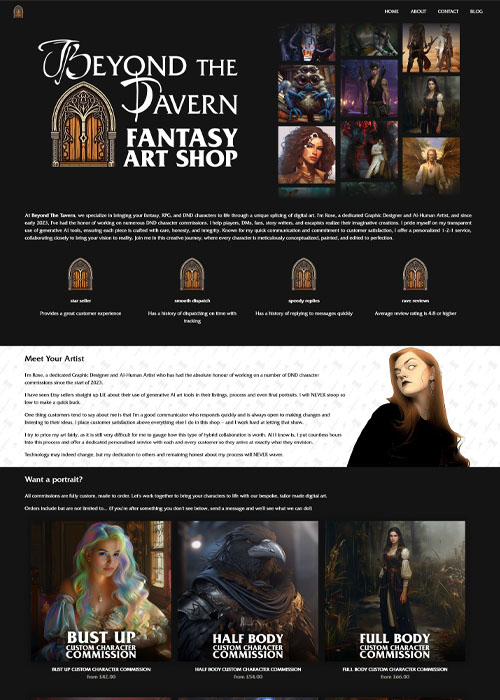 HOME ABOUT CONTACT BLOG
BEYOND THE
TAVERN
FANTASY
ART SHOP
At Beyond The Tavern, we specialize in bringing your fantasy, RPG, and DND characters to life through a unique splicing of digital art. I'm Rose, a dedicated Graphic Designer and AI-Human Artist, and since
early 2023, I've had the honor of working on numerous DND character commissions. I help players, DMs, fans, story writers, and escapists realize their imaginative creations. I pride myself on my transparent
use of generative AI tools, ensuring each piece is crafted with care, honesty, and integrity. Known for my quick communication and commitment to customer satisfaction, I offer a personalized 1-2-1 service,
collaborating closely to bring your vision to reality. Join me in this creative journey, where every character is meticulously conceptualized, painted, and edited to perfection.
star seller
smooth dispatch
speedy replies
rave reviews
Provides a great customer experience
Has a history of dispatching on time with
tracking
Has a history of replying to messages quickly
Average review rating is 4.8 or higher
Meet Your Artist
I'm Rose, a dedicated Graphic Designer and AI-Human Artist who has had the absolute honour of working on a number of DND character
commissions since the start of 2023.
I have seen Etsy sellers straight up LIE about their use of generative AI art tools in their listings, process and even final portraits. I will NEVER stoop so
low to make a quick buck.
One thing customers tend to say about me is that I'm a good communicator who responds quickly and is always open to making changes and
listening to their ideas. I place customer satisfaction above everything else I do in this shop – and I work hard at letting that show.
I try to price my art fairly, as it is still very difficult for me to gauge how this type of hybrid collaboration is worth. All I know is, I put countless hours
into this process and offer a dedicated personalised service with each and every customer so they arrive at exactly what they envision.
Technology may indeed change, but my dedication to others and remaining honest about my process will NEVER waver.
Want a portrait?
All commissions are fully custom, made to order. Let's work together to bring your characters to life with our bespoke, tailor made digital art.
Orders include but are not limited to... (If you're after something you don't see below, send a message and we'll see what we can do!)
BUST UP
CUSTOM CHARACTER
COMMISSION
HALF BODY
CUSTOM CHARACTER
COMMISSION
FULL BODY
CUSTOM CHARACTER
COMMISSION
BUST UP CUSTOM CHARACTER COMMISSION
from $42.00
HALF BODY CUSTOM CHARACTER COMMISSION
from $54.00
FULL BODY CUSTOM CHARACTER COMMISSION
from $66.00